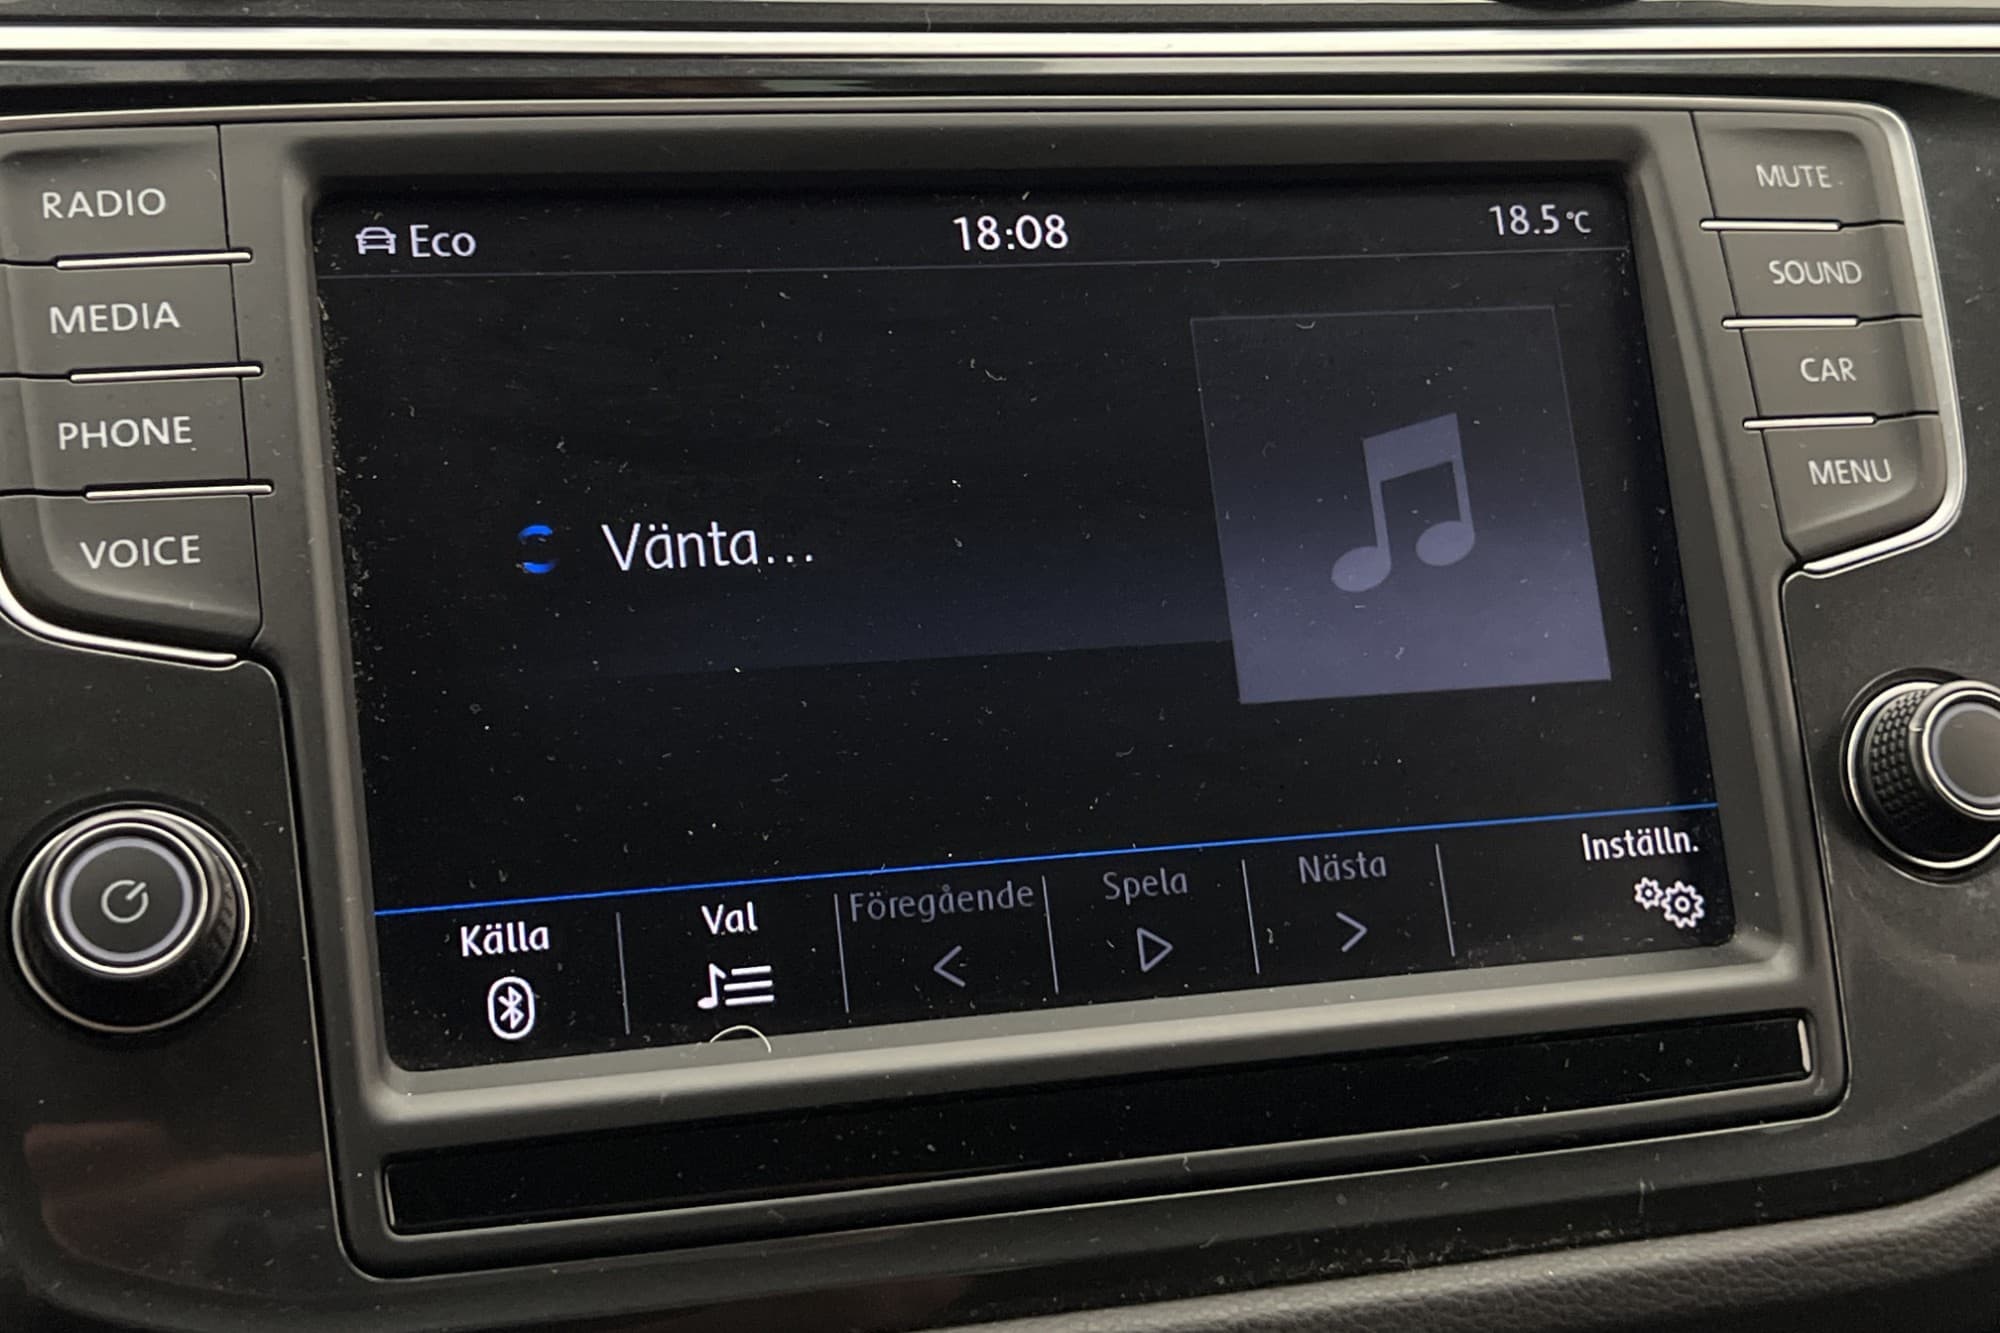 RADIO
MEDIA
PHONE
VOICE
Eco
18:08
18.5°C
Vänta...
Källa
Val
Föregående
Spela
Nästa
Inställn.
MUTE
SOUND
CAR
MENU